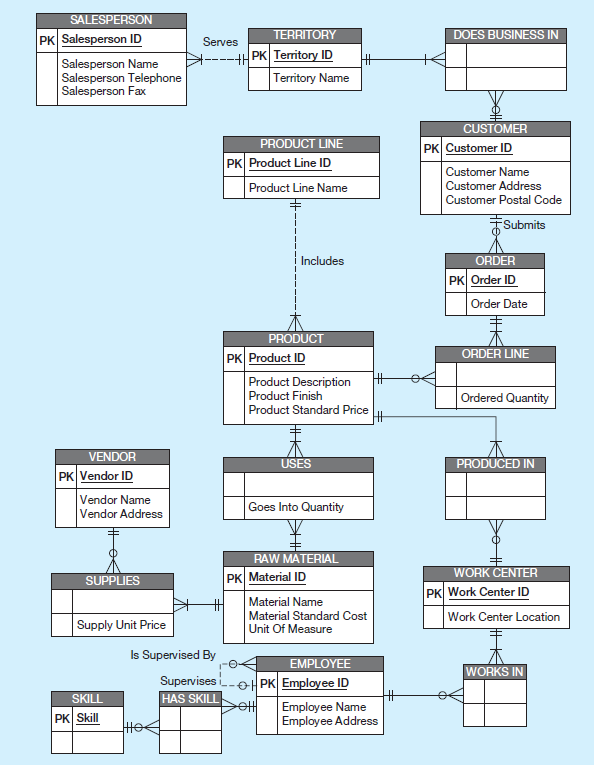 SALESPERSON
PK Salesperson ID
Salesperson Name
Salesperson Telephone
Salesperson Fax
Serves
TERRITORY
PK Territory ID
Territory Name
DOES BUSINESS IN
CUSTOMER
PK Customer ID
Customer Name
Customer Address
Customer Postal Code
PRODUCT LINE
PK Product Line ID
Product Line Name
Submits
Includes
ORDER
PK Order ID
Order Date
PRODUCT
PK Product ID
Product Description
Product Finish
Product Standard Price
ORDER LINE
Ordered Quantity
VENDOR
PK Vendor ID
Vendor Name
Vendor Address
USES
Goes Into Quantity
PRODUCED IN
SUPPLIES
Supply Unit Price
RAW MATERIAL
PK Material ID
Material Name
Material Standard Cost
Unit Of Measure
WORK CENTER
PK Work Center ID
Work Center Location
Is Supervised By
Supervises
EMPLOYEE
PK Employee ID
Employee Name
Employee Address
WORKS IN
SKILL
PK Skill
HAS SKILL